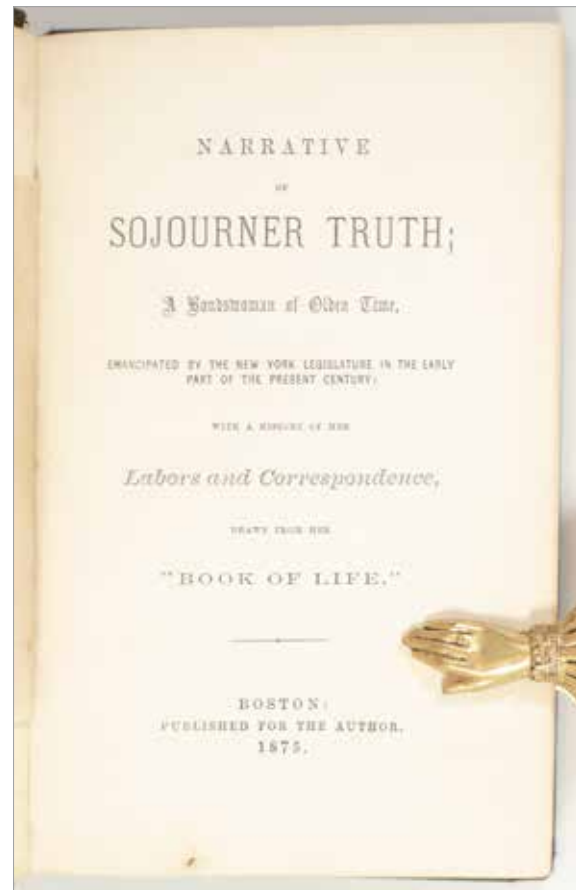 NARRATIVE
OF
SOJOURNER TRUTH;
A Bondswoman of Olden Time,
EMANCIPATED BY THE NEW YORK LEGISLATURE IN THE EARLY
PART OF THE PRESENT CENTURY;
WITH A HISTORY OF HER
Labors and Correspondence,
DRAWN FROM HER
"BOOK OF LIFE."
BOSTON:
PUBLISHED FOR THE AUTHOR.
1875.